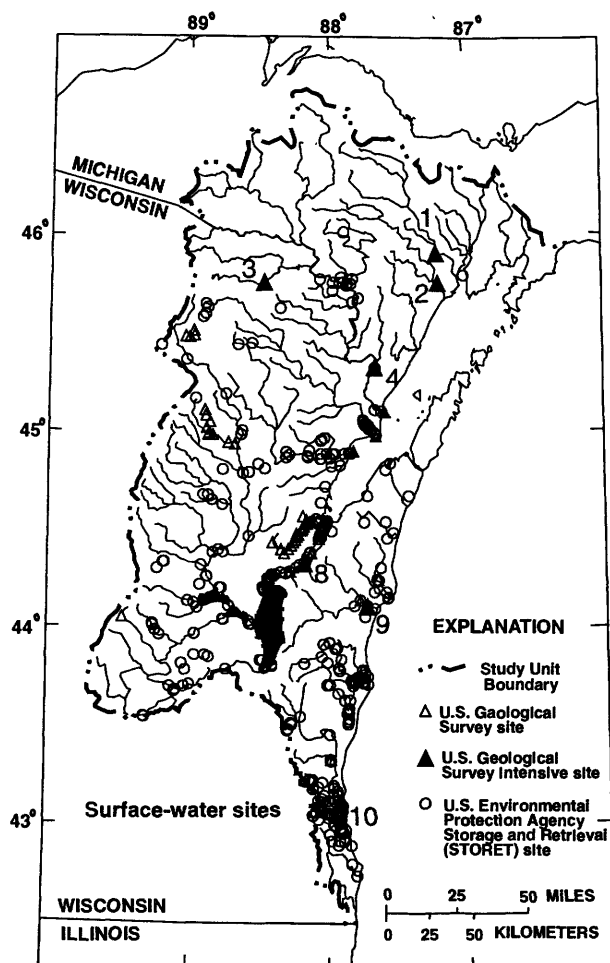 89°
88°
87°
MICHIGAN
WISCONSIN
46°
1
3
2
4
45°
8
44°
9
EXPLANATION
Study Unit
Boundary
U.S. Gaological
Survey site
U.S. Geological
Survey Intensive site
U.S. Environmental
Protection Agency
Storage and Retrieval
(STORET) site
Surface-water sites
43°
10
0 25 50 MILES
WISCONSIN
ILLINOIS
0 25 50 KILOMETERS